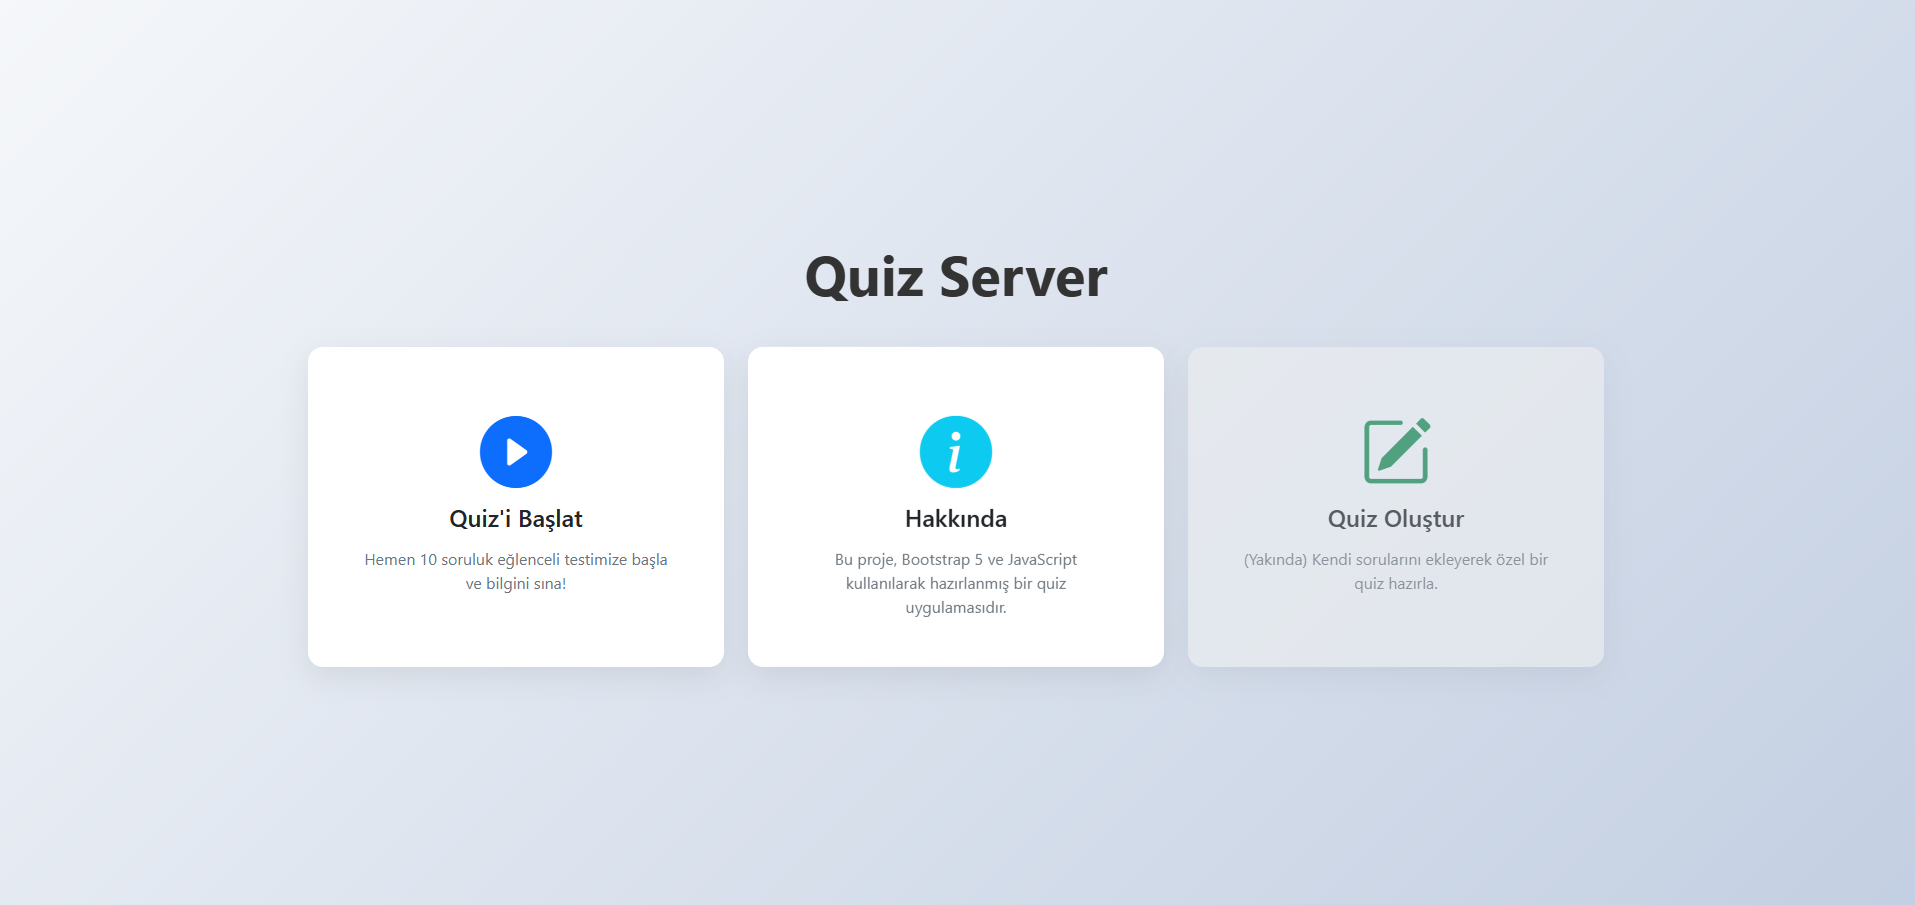 Quiz Server
Quiz'i Başlat
Hemen 10 soruluk eğlenceli testimize başla
ve bilgini sına!
Hakkında
Bu proje, Bootstrap 5 ve JavaScript
kullanılarak hazırlanmış bir quiz
uygulamasıdır.
Quiz Oluştur
(Yakında) Kendi sorularını ekleyerek özel bir
quiz hazırla.